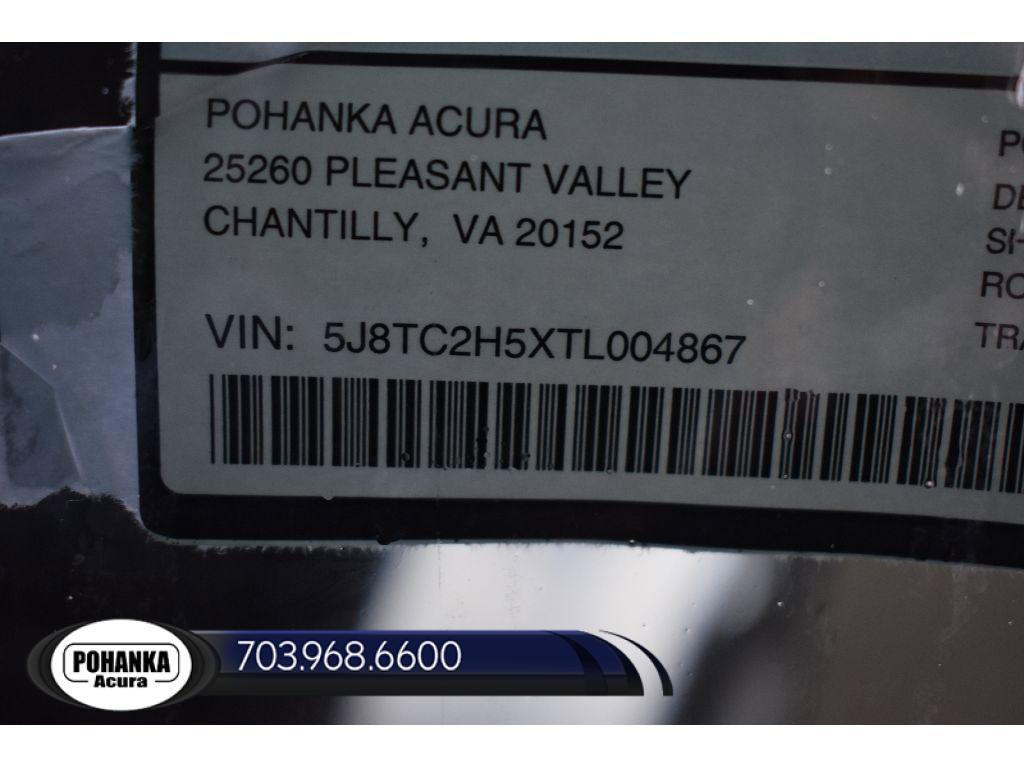 POHANKA ACURA
25260 PLEASANT VALLEY
CHANTILLY, VA 20152
VIN: 5J8TC2H5XTL004867
POHANKA
Acura
703.968.6600